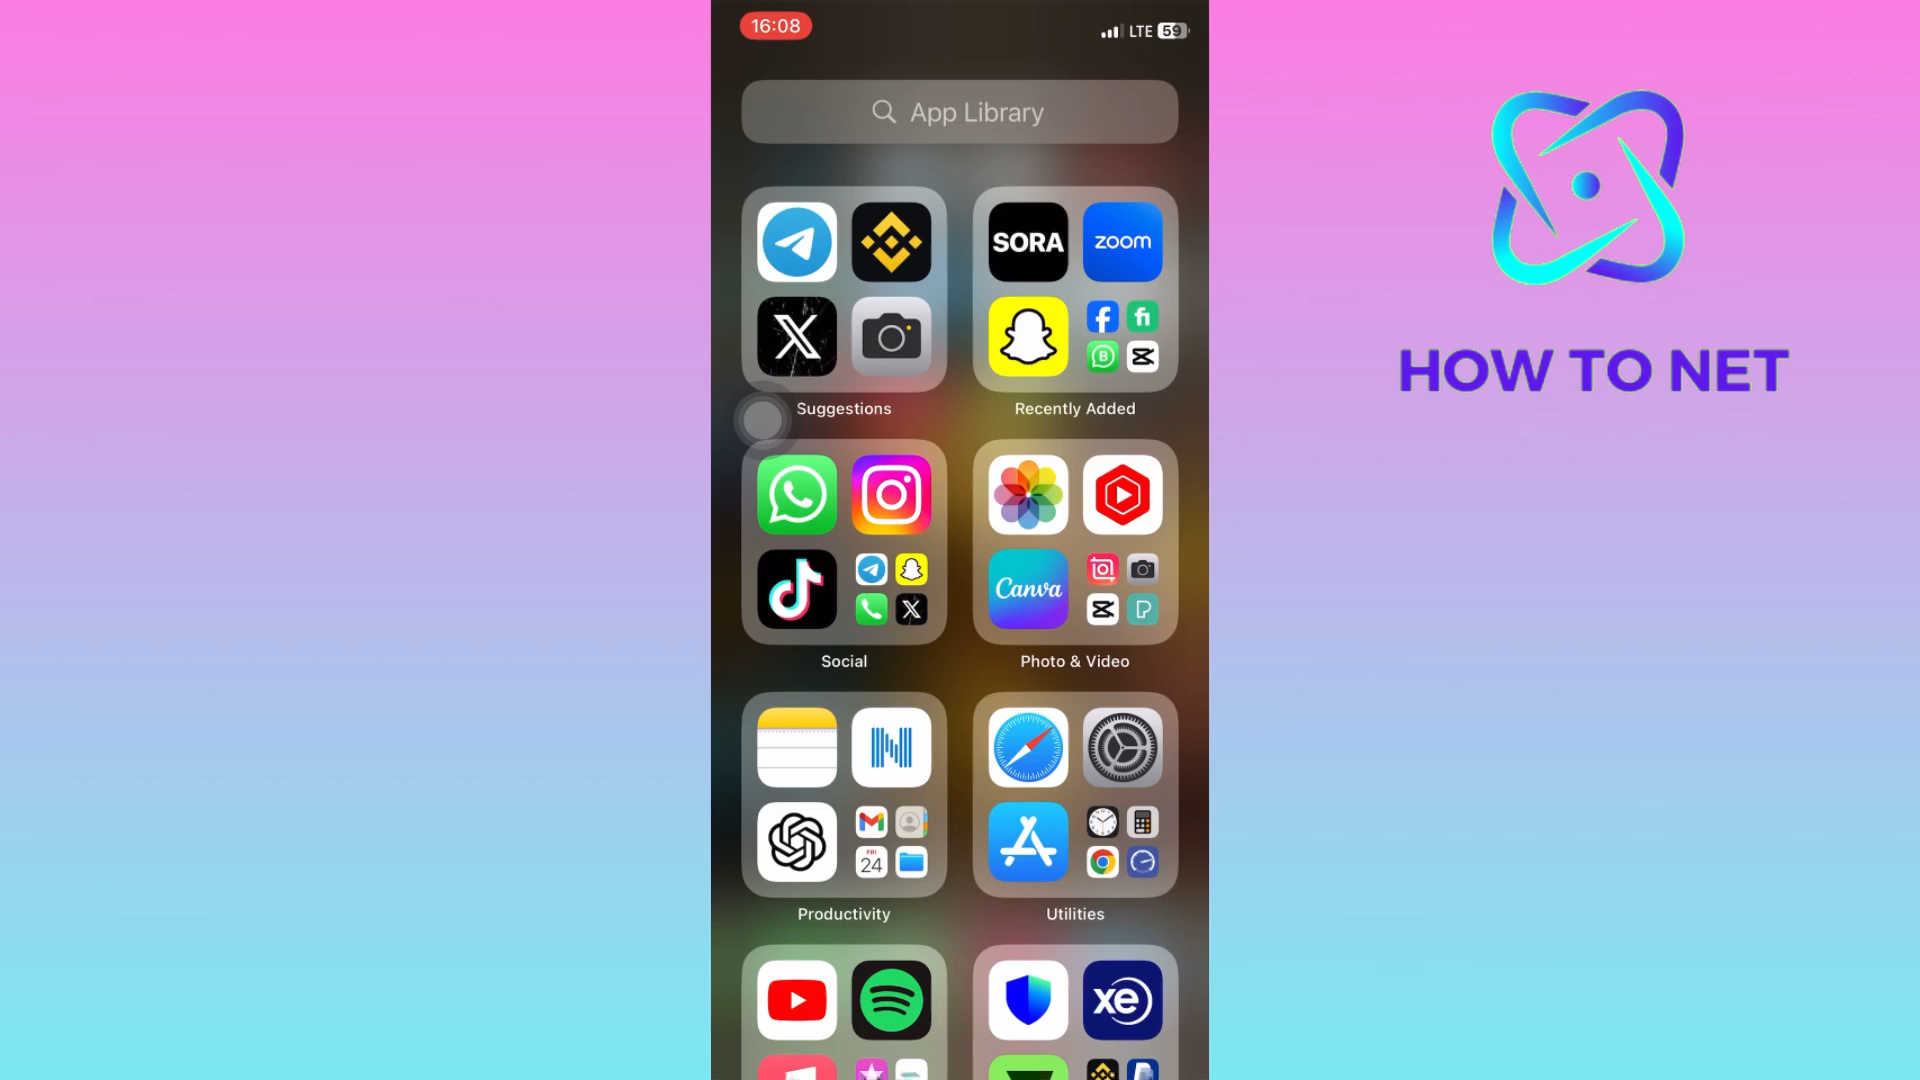 16:08
LTE 59
App Library
SORA
zoom
Suggestions
Recently Added
Canva
Social
Photo & Video
FRI
24
Productivity
Utilities
xe
HOW TO NET